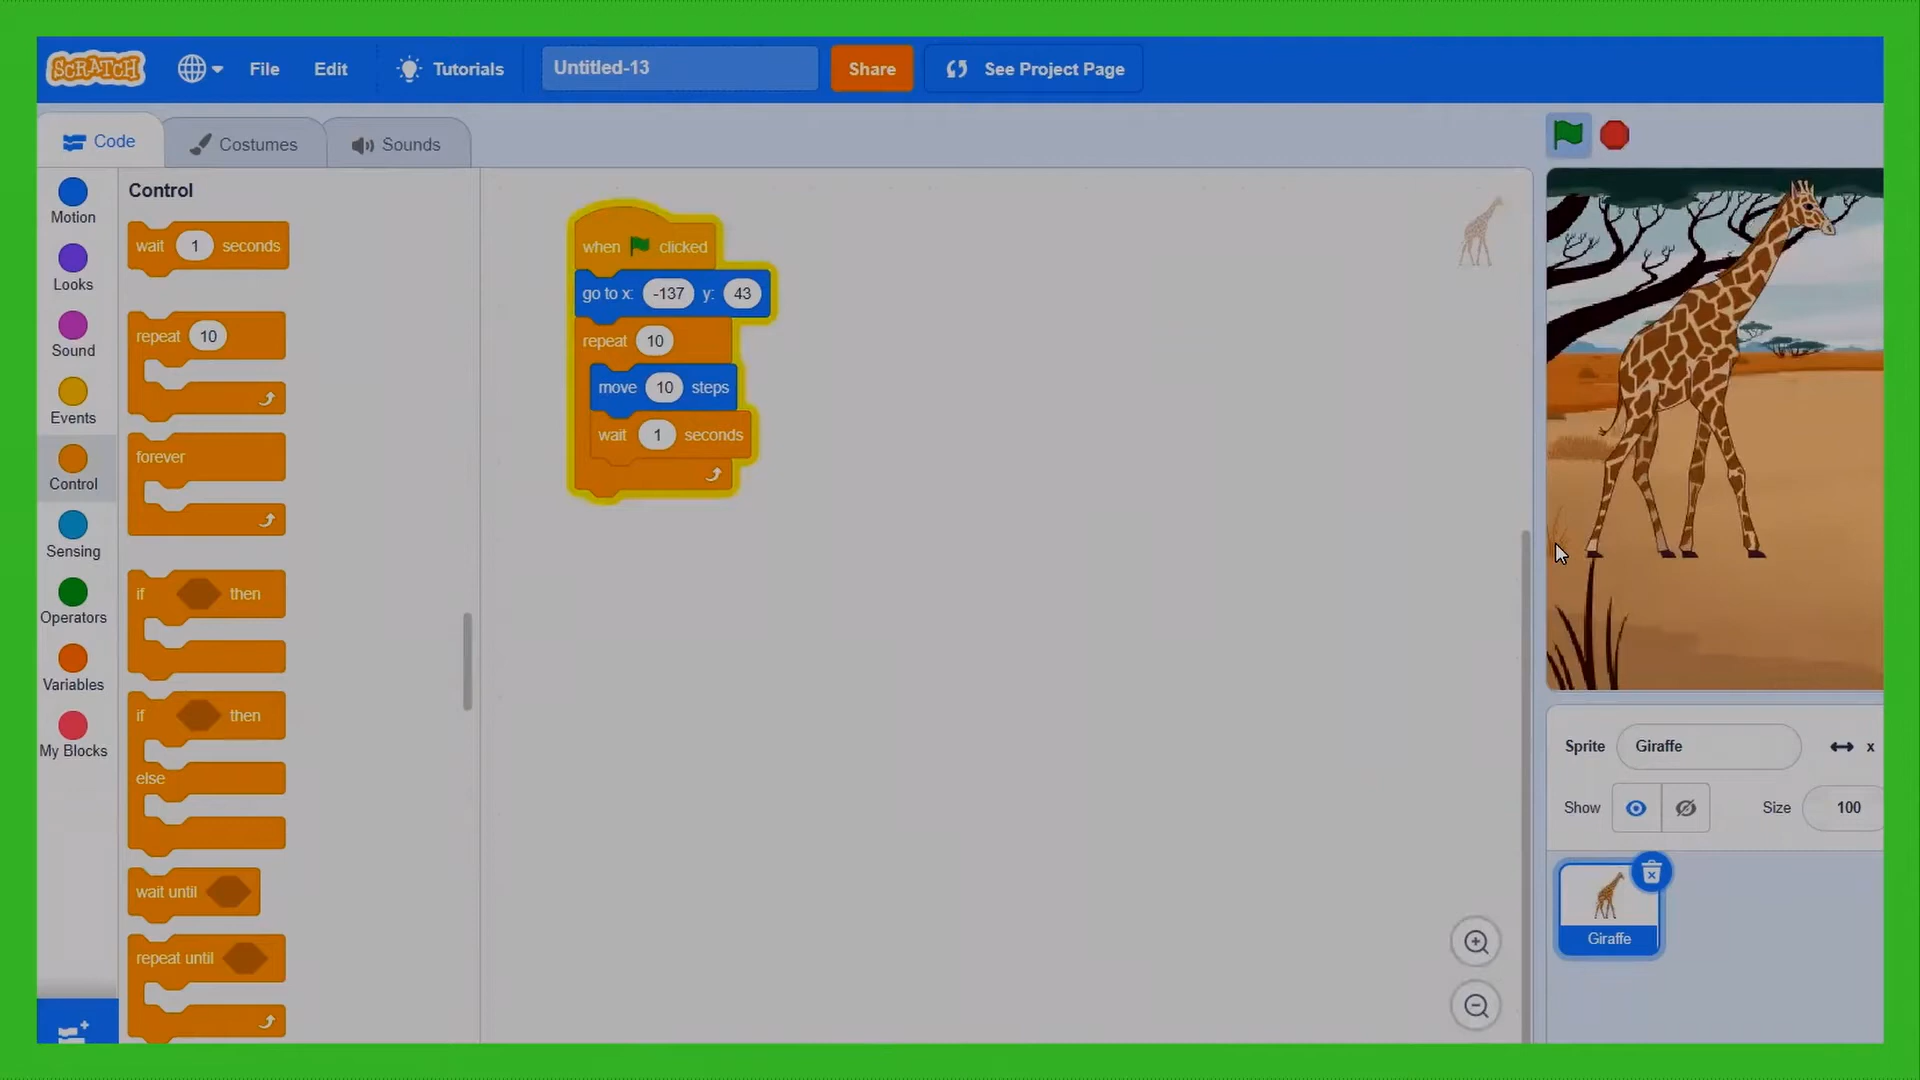 SCRATCH File Edit Tutorials Untitled-13 Share See Project Page
Code Costumes Sounds
Motion
Looks
Sound
Events
Control
Sensing
Operators
Variables
My Blocks
Control
wait 1 seconds
repeat 10
forever
if then
if then
else
wait until
repeat until
when clicked
go to x: -137 y: 43
repeat 10
move 10 steps
wait 1 seconds
Sprite Giraffe x
Show Size 100
Giraffe